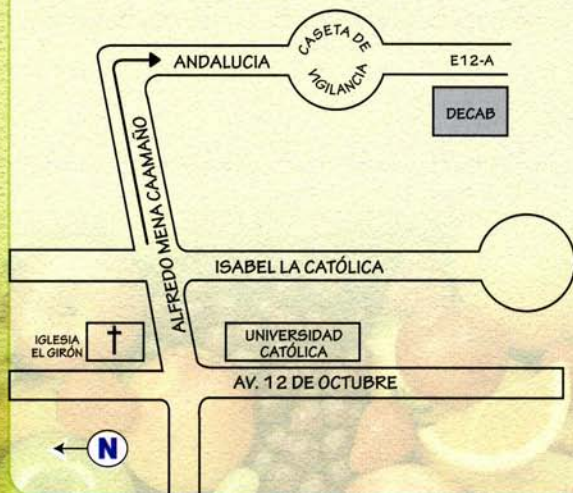 CASETA DE
VIGILANCIA
ANDALUCIA
E12-A
DECAB
ALFREDO MENA CAAMAÑO
ISABEL LA CATÓLICA
IGLESIA
EL GIRÓN
UNIVERSIDAD
CATÓLICA
AV. 12 DE OCTUBRE
N